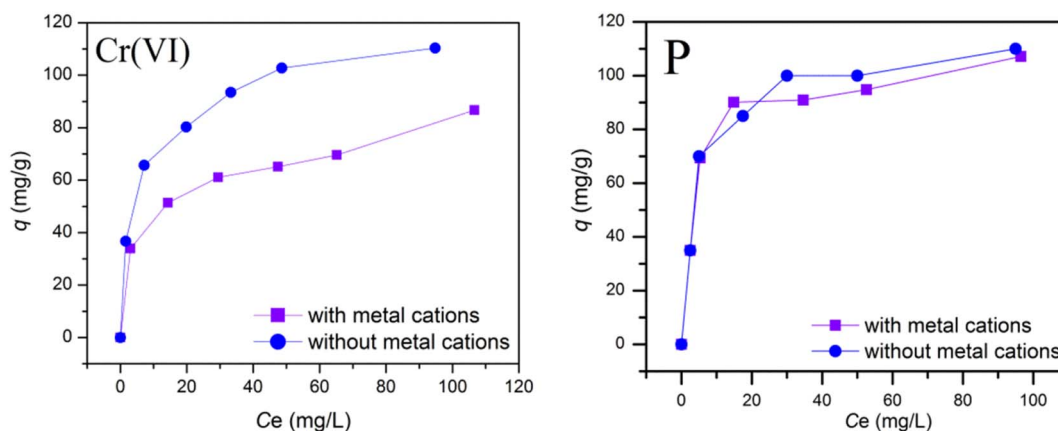 Cr(VI)
120
100
80
60
40
20
0
q (mg/g)
with metal cations
without metal cations
0 20 40 60 80 100 120
Ce (mg/L)
P
120
100
80
60
40
20
0
q (mg/g)
with metal cations
without metal cations
0 20 40 60 80 100
Ce (mg/L)